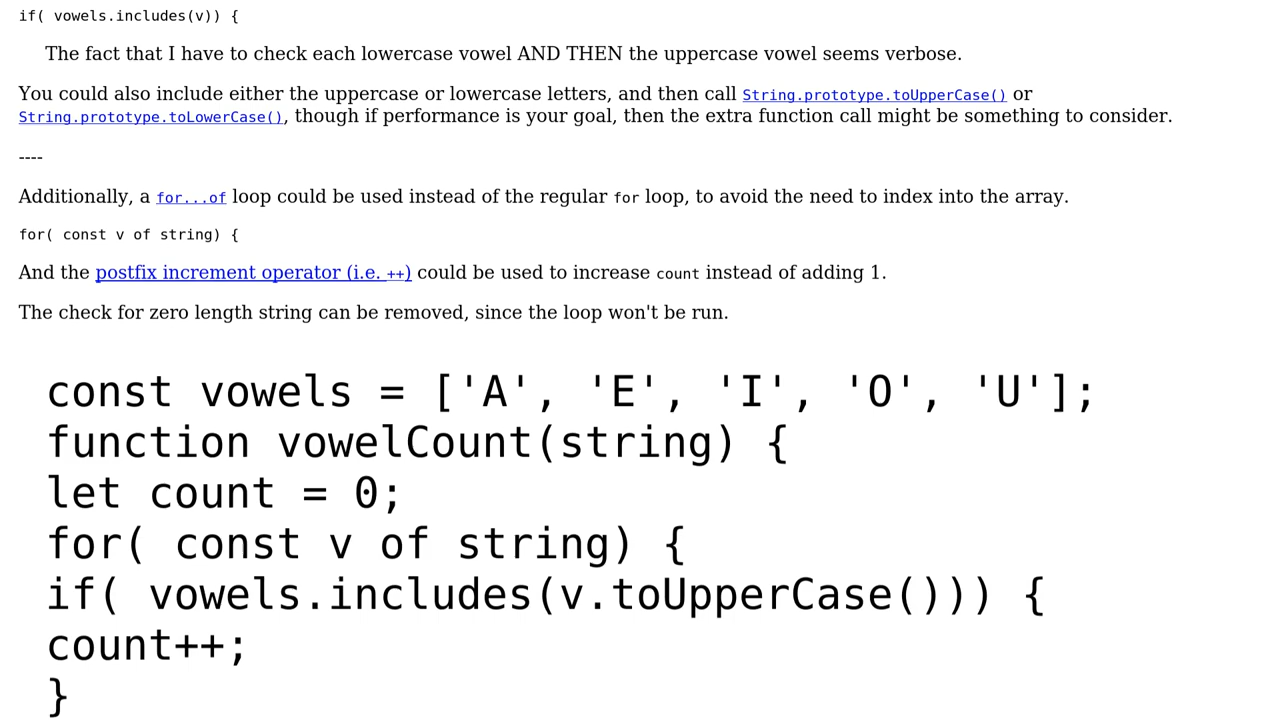 if( vowels.includes(v)) {
The fact that I have to check each lowercase vowel AND THEN the uppercase vowel seems verbose.
You could also include either the uppercase or lowercase letters, and then call String.prototype.toUpperCase() or
String.prototype.toLowerCase(), though if performance is your goal, then the extra function call might be something to consider.
----
Additionally, a for...of loop could be used instead of the regular for loop, to avoid the need to index into the array.
for( const v of string) {
And the postfix increment operator (i.e. ++) could be used to increase count instead of adding 1.
The check for zero length string can be removed, since the loop won't be run.
const vowels = ['A', 'E', 'I', 'O', 'U'];
function vowelCount(string) {
let count = 0;
for( const v of string) {
if( vowels.includes(v.toUpperCase())) {
count++;
}